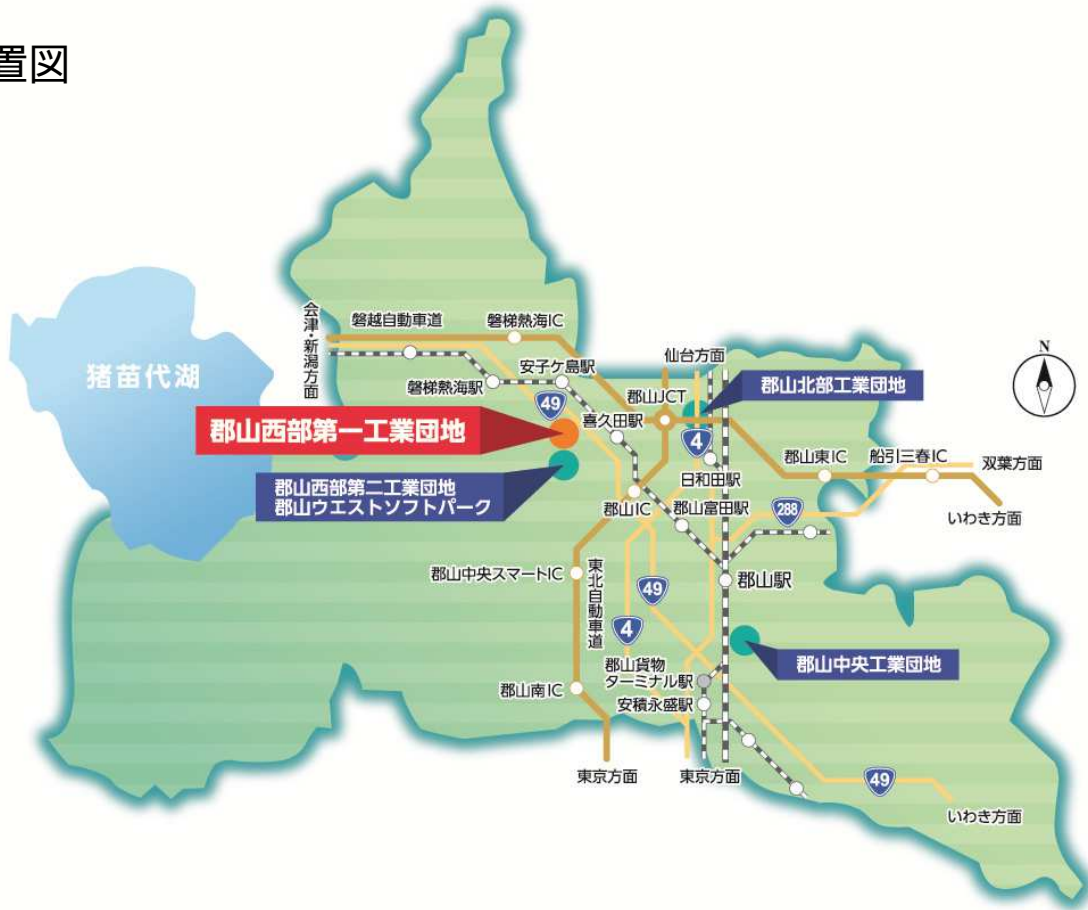 置図
猪苗代湖
会津・新潟方面
磐越自動車道
磐梯熱海IC
磐梯熱海駅
安子ケ島駅
仙台方面
郡山JCT
郡山北部工業団地
N
49
喜久田駅
郡山西部第一工業団地
4
日和田駅
郡山東IC
船引三春IC
双葉方面
いわき方面
郡山西部第二工業団地
郡山ウエストソフトパーク
郡山IC
郡山富田駅
288
郡山中央スマートIC
東北自動車道
49
郡山駅
4
郡山貨物
ターミナル駅
郡山中央工業団地
郡山南IC
安積永盛駅
東京方面
東京方面
49
いわき方面